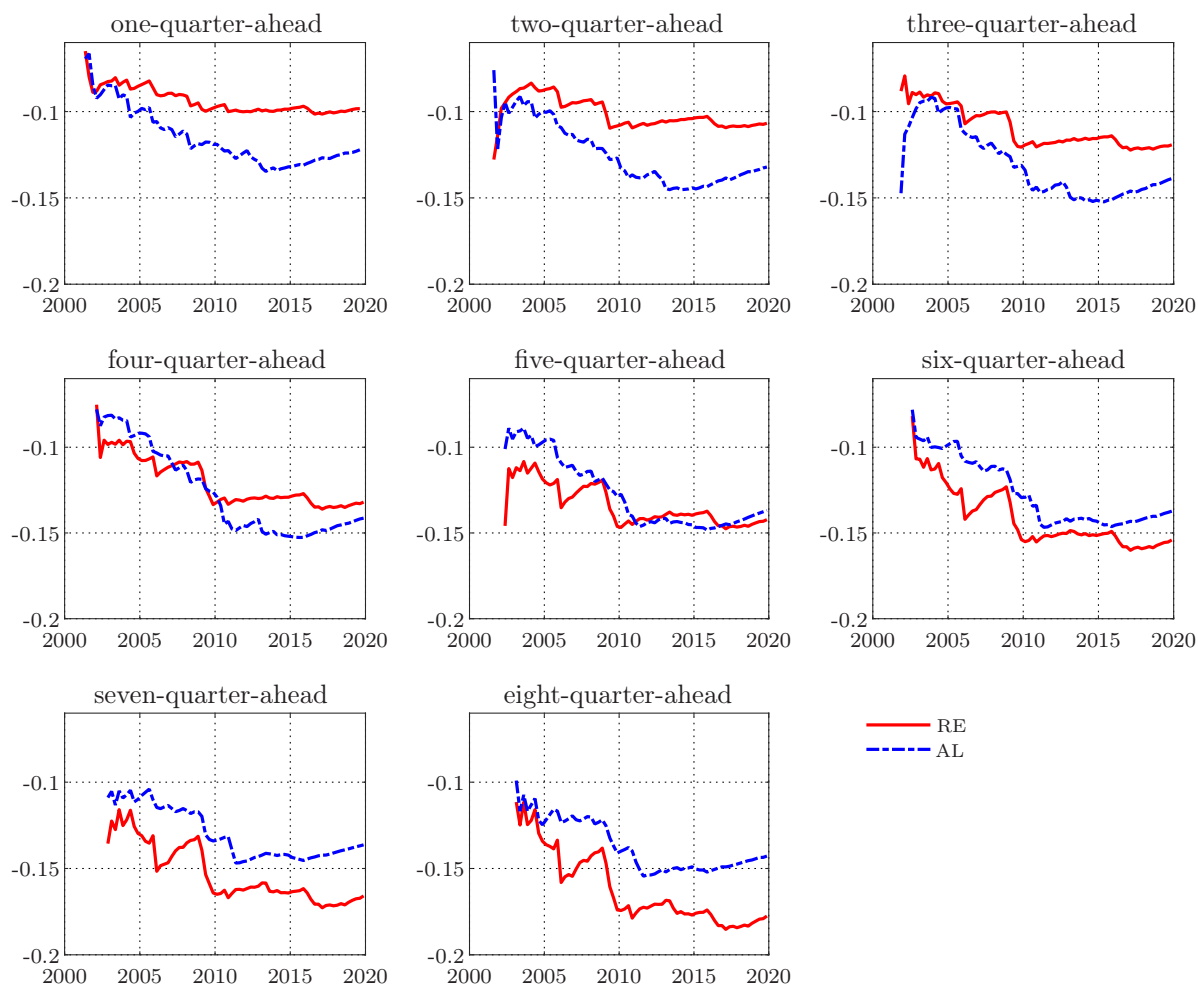 one-quarter-ahead
two-quarter-ahead
three-quarter-ahead
-0.1
-0.15
-0.2
2000 2005 2010 2015 2020
-0.1
-0.15
-0.2
2000 2005 2010 2015 2020
-0.1
-0.15
-0.2
2000 2005 2010 2015 2020
four-quarter-ahead
five-quarter-ahead
six-quarter-ahead
-0.1
-0.15
-0.2
2000 2005 2010 2015 2020
-0.1
-0.15
-0.2
2000 2005 2010 2015 2020
-0.1
-0.15
-0.2
2000 2005 2010 2015 2020
seven-quarter-ahead
eight-quarter-ahead
-0.1
-0.15
-0.2
2000 2005 2010 2015 2020
-0.1
-0.15
-0.2
2000 2005 2010 2015 2020
RE
AL